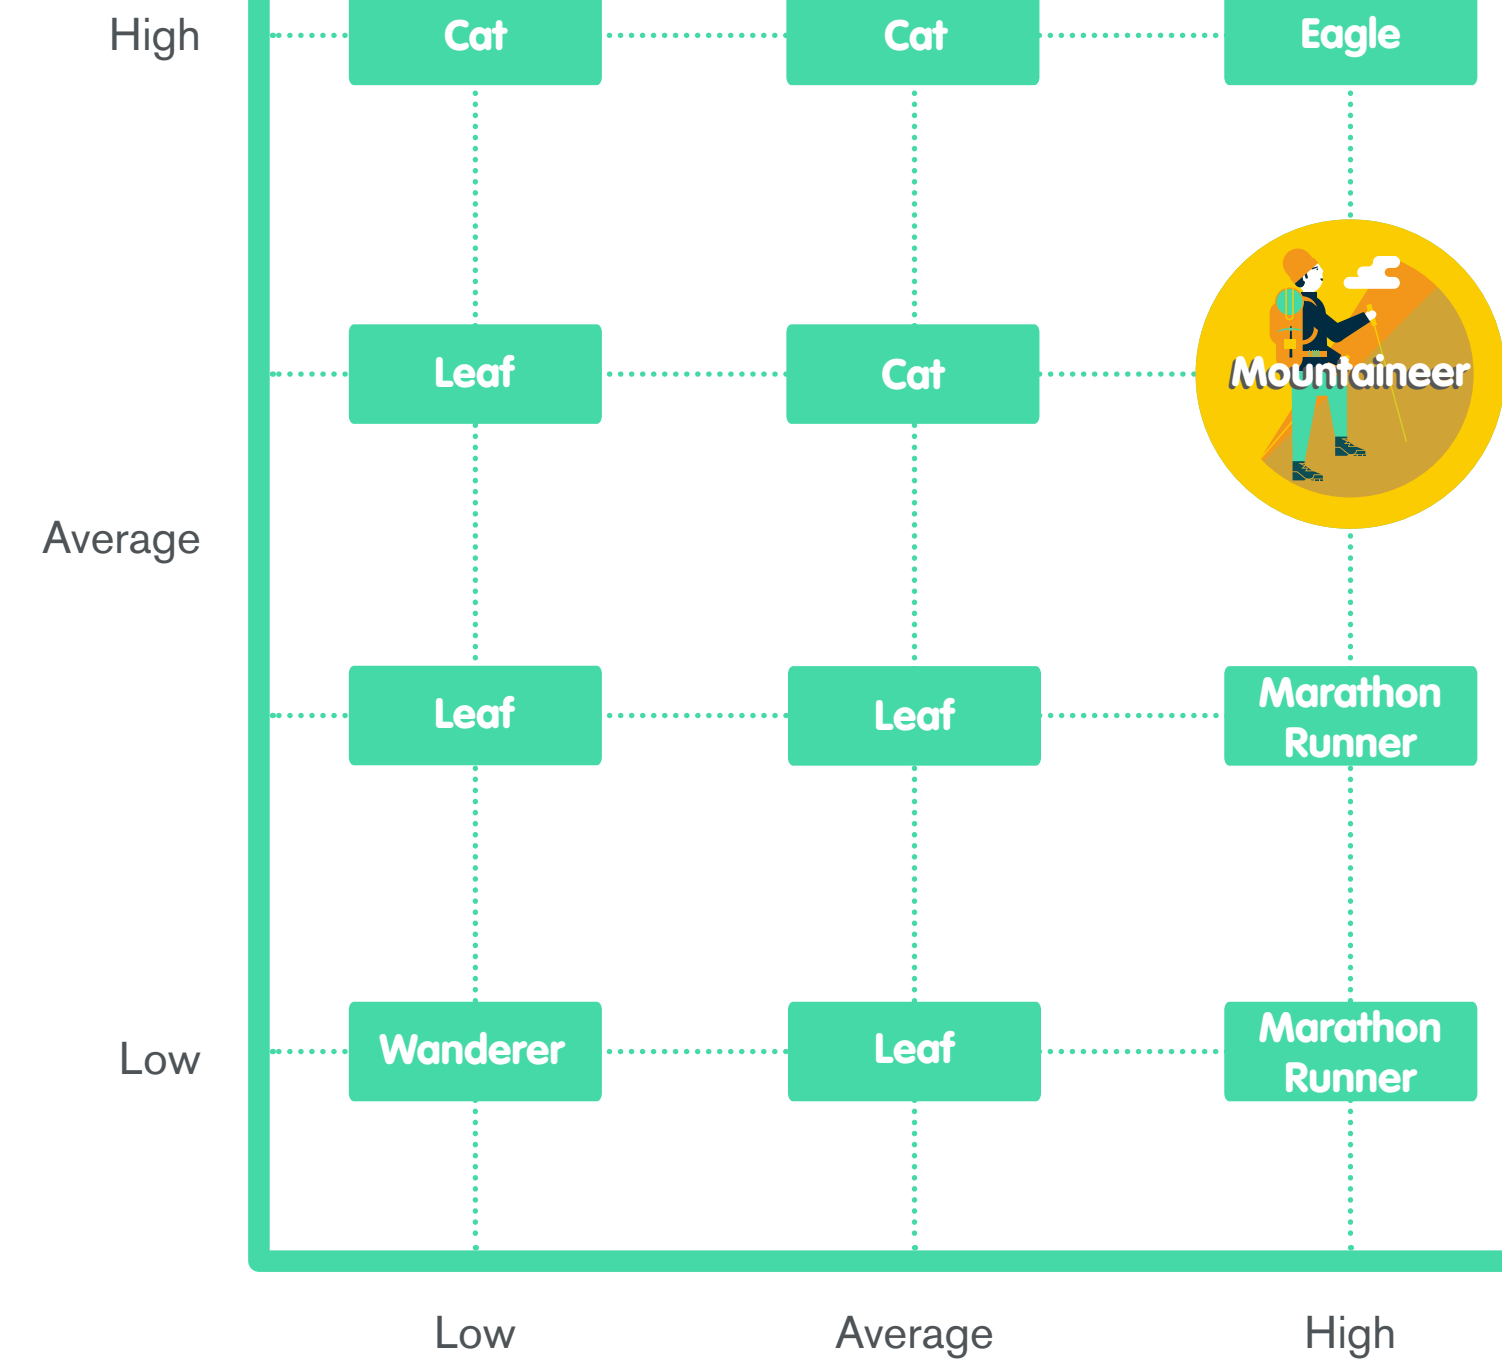 High
Cat
Cat
Eagle
Leaf
Cat
Mountaineer
Average
Leaf
Leaf
Marathon
Runner
Low
Wanderer
Leaf
Marathon
Runner
Low
Average
High